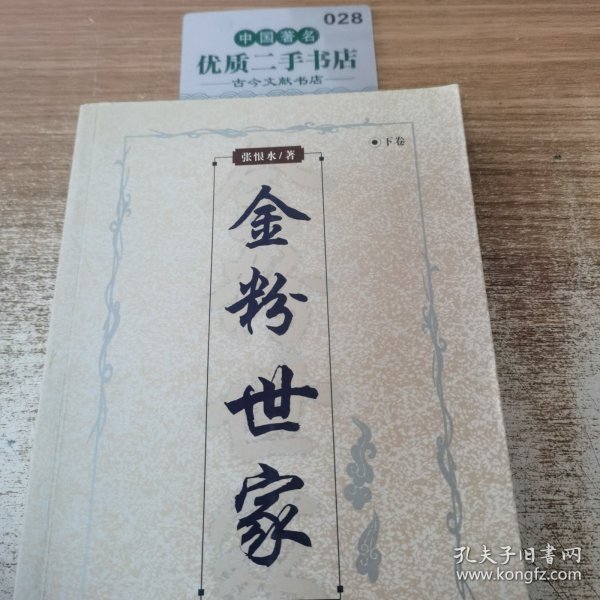 028
中国著名
优质二手书店
古今文献书店
下卷
张恨水/著
金粉世家
孔夫子旧书网
www.kongfz.com